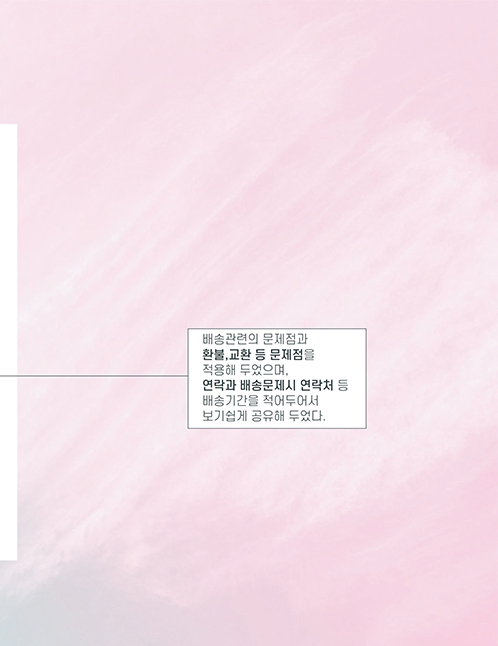 배송관련의 문제점과
환불,교환 등 문제점을
적용해 두었으며,
연락과 배송문제시 연락처 등
배송기간을 적어두어서
보기쉽게 공유해 두었다.